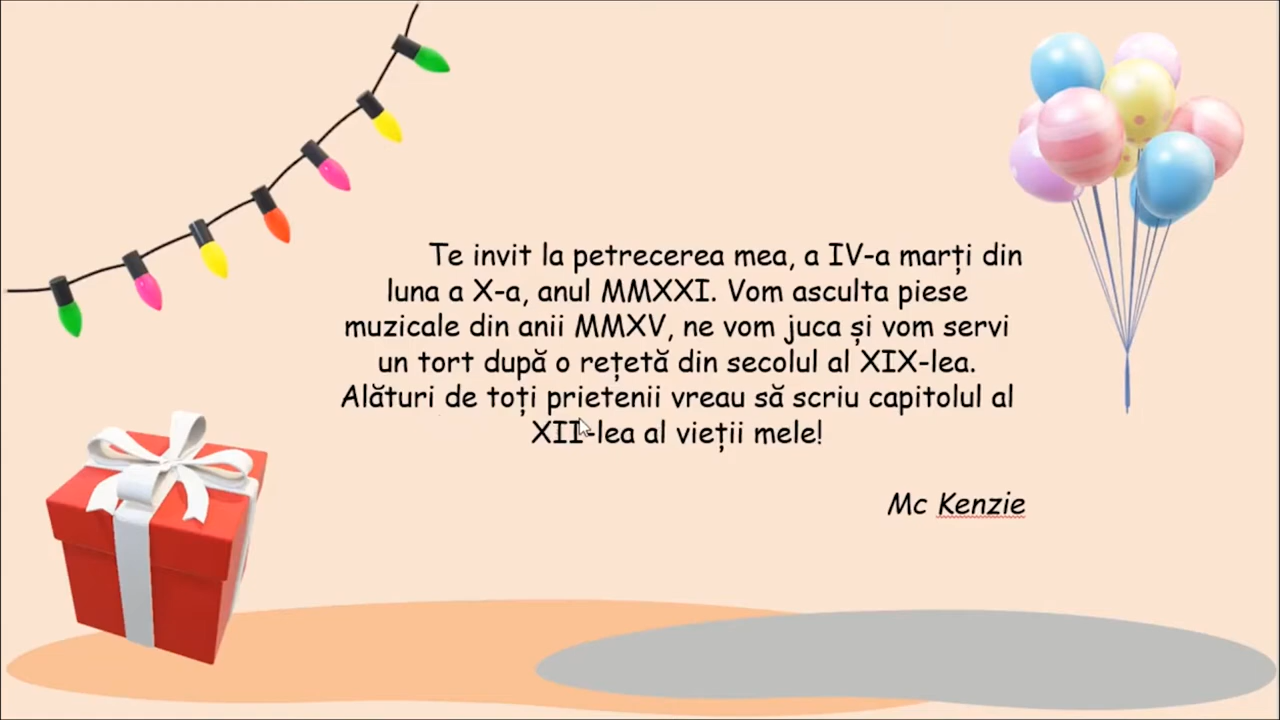 Te invit la petrecerea mea, a IV-a marți din
luna a X-a, anul MMXXI. Vom asculta piese
muzicale din anii MMXV, ne vom juca și vom servi
un tort după o rețetă din secolul al XIX-lea.
Alături de toți prietenii vreau să scriu capitolul al
XII-lea al vieții mele!
Mc Kenzie